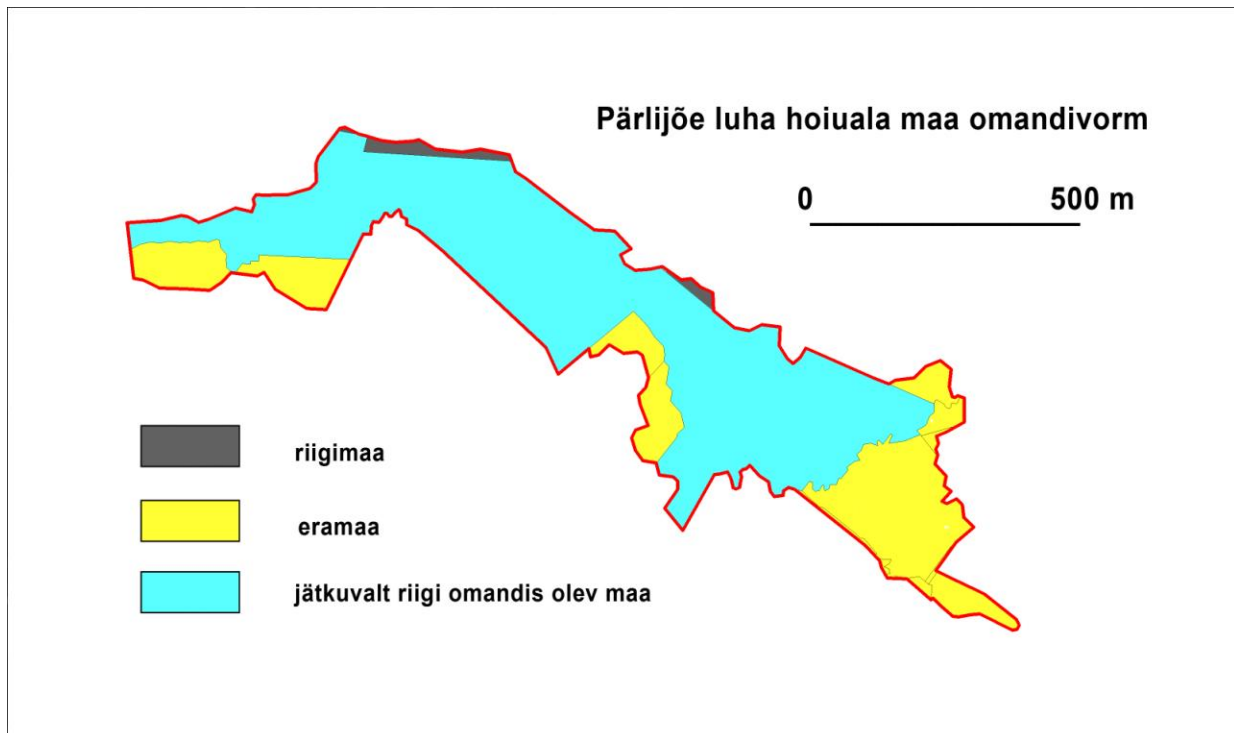 Pärlijõe luha hoiuala maa omandivorm
0 500 m
riigimaa
eramaa
jätkuvalt riigi omandis olev maa